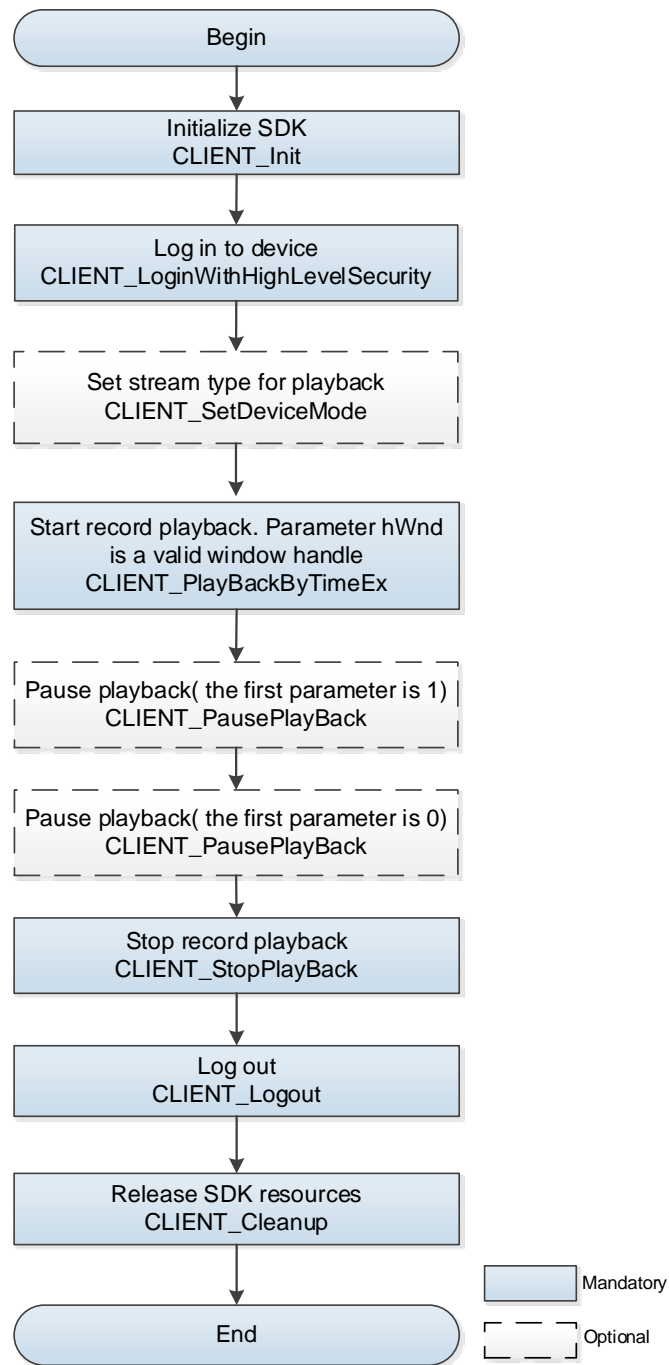 Begin
Initialize SDK
CLIENT_Init
Log in to device
CLIENT_LoginWithHighLevelSecurity
Set stream type for playback
CLIENT_SetDeviceMode
Start record playback. Parameter hWnd
is a valid window handle
CLIENT_PlayBackByTimeEx
Pause playback( the first parameter is 1)
CLIENT_PausePlayBack
Pause playback( the first parameter is 0)
CLIENT_PausePlayBack
Stop record playback
CLIENT_StopPlayBack
Log out
CLIENT_Logout
Release SDK resources
CLIENT_Cleanup
End
Mandatory
Optional